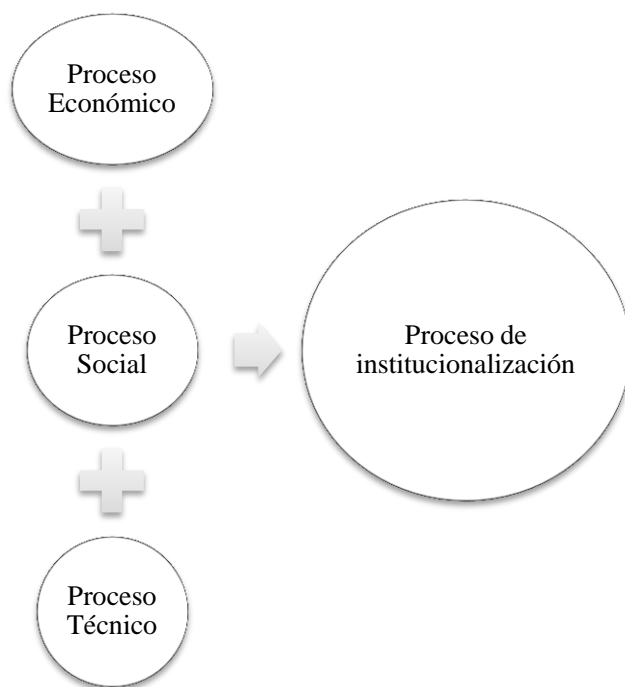 Proceso
Económico
Proceso
Social
Proceso de
institucionalización
Proceso
Técnico